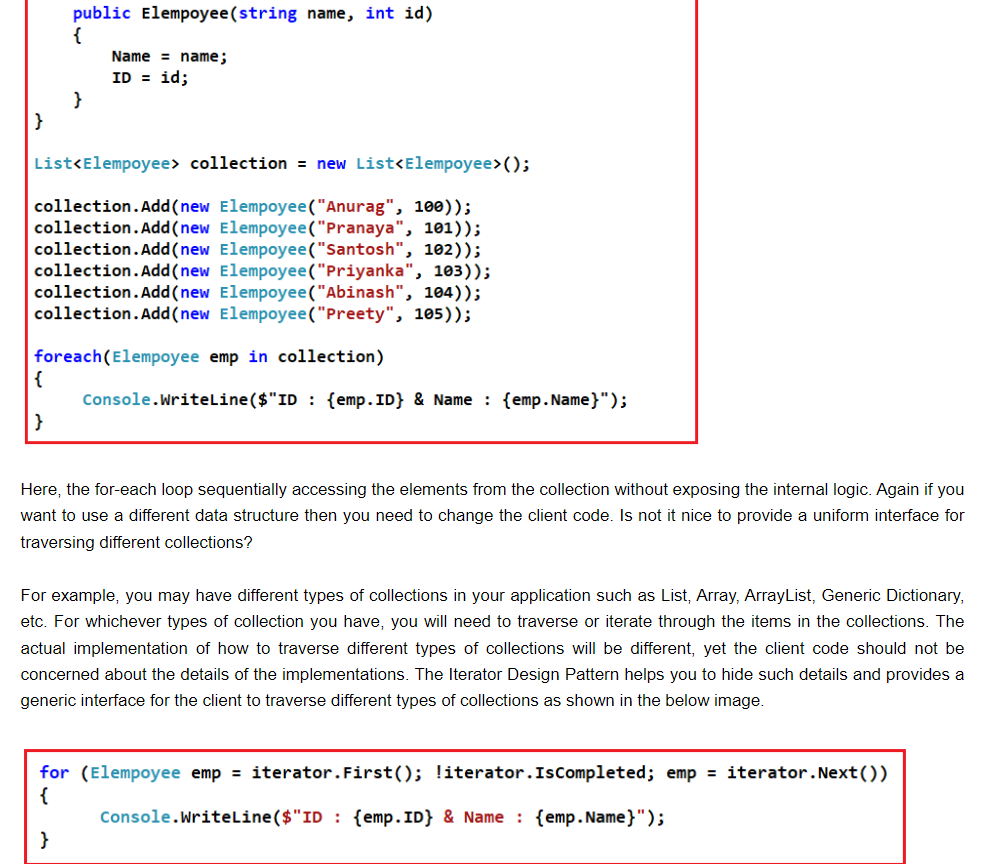 public Elempoyee(string name, int id)
{
Name = name;
ID = id;
}
}
List<Elempoyee> collection = new List<Elempoyee>();
collection.Add(new Elempoyee("Anurag", 100));
collection.Add(new Elempoyee("Pranaya", 101));
collection.Add(new Elempoyee("Santosh", 102));
collection.Add(new Elempoyee("Priyanka", 103));
collection.Add(new Elempoyee("Abinash", 104));
collection.Add(new Elempoyee("Preety", 105));
foreach(Elempoyee emp in collection)
{
Console.WriteLine($"ID : {emp.ID} & Name : {emp.Name}");
}
Here, the for-each loop sequentially accessing the elements from the collection without exposing the internal logic. Again if you
want to use a different data structure then you need to change the client code. Is not it nice to provide a uniform interface for
traversing different collections?
For example, you may have different types of collections in your application such as List, Array, ArrayList, Generic Dictionary,
etc. For whichever types of collection you have, you will need to traverse or iterate through the items in the collections. The
actual implementation of how to traverse different types of collections will be different, yet the client code should not be
concerned about the details of the implementations. The Iterator Design Pattern helps you to hide such details and provides a
generic interface for the client to traverse different types of collections as shown in the below image.
for (Elempoyee emp = iterator.First(); !iterator.IsCompleted; emp = iterator.Next())
{
Console.WriteLine($"ID : {emp.ID} & Name : {emp.Name}");
}